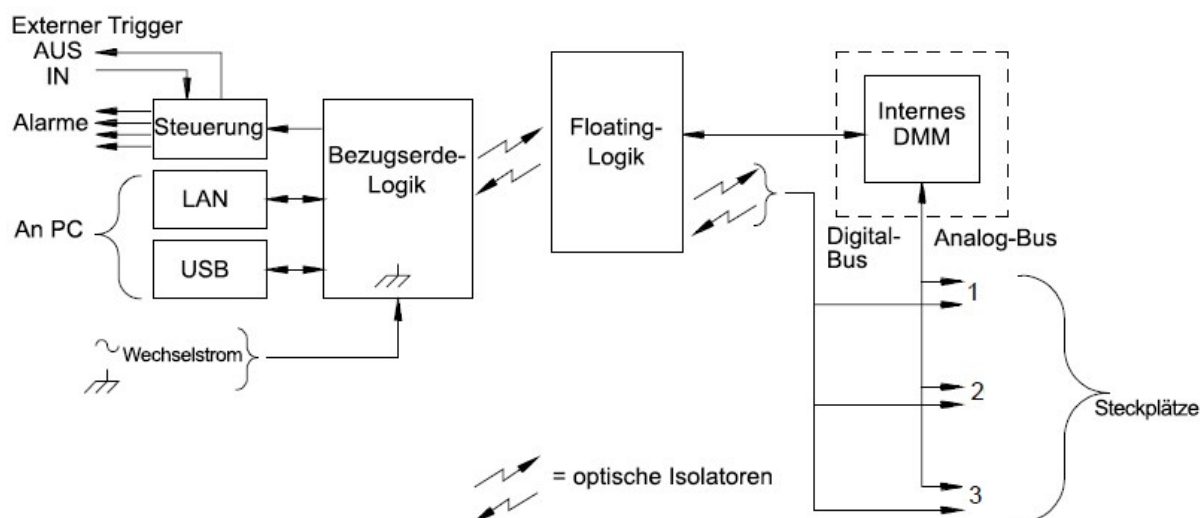 Externer Trigger
AUS
IN
Alarme
Steuerung
An PC
LAN
USB
Wechselstrom
Bezugserde-
Logik
Floating-
Logik
Internes
DMM
Digital-
Bus
Analog-Bus
1
2
3
Steckplätze
= optische Isolatoren